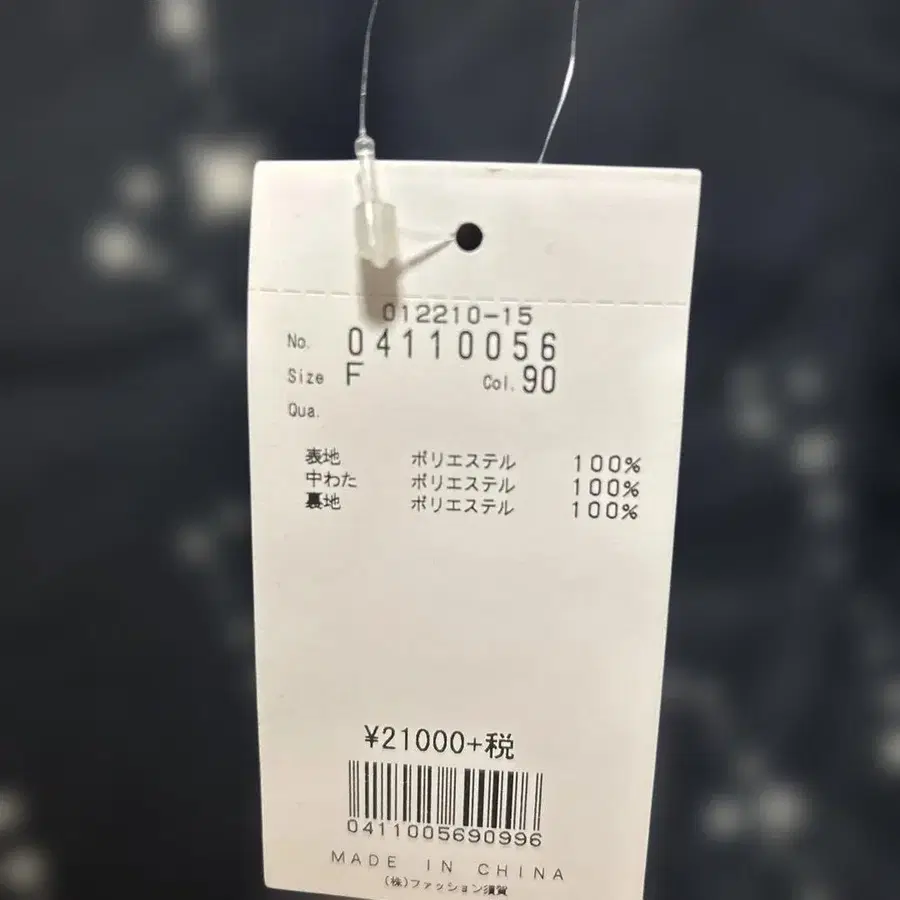 012210-15
No. 04110056
Size F Col. 90
Qua.
表地 ポリエステル 100%
中わた ポリエステル 100%
裏地 ポリエステル 100%
¥21000+税
0411005690996
MADE IN CHINA
(株)ファッション須賀